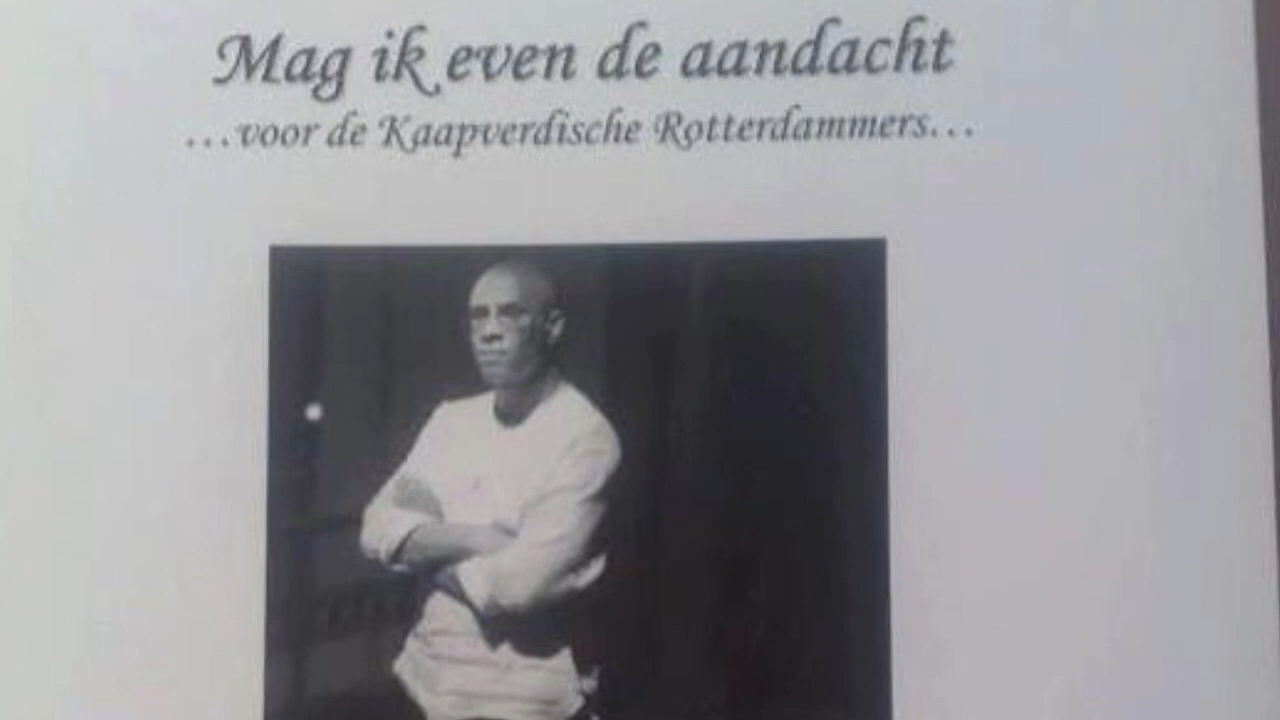 Mag ik even de aandacht
...voor de Kaapverdische Rotterdammers...